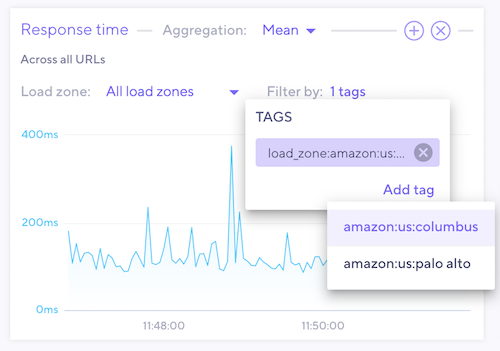 Response time
Aggregation: Mean
Across all URLs
Load zone: All load zones
Filter by: 1 tags
TAGS
load_zone:amazon:us:...
Add tag
amazon:us:columbus
amazon:us:palo alto
400ms
200ms
0ms
11:48:00
11:50:00